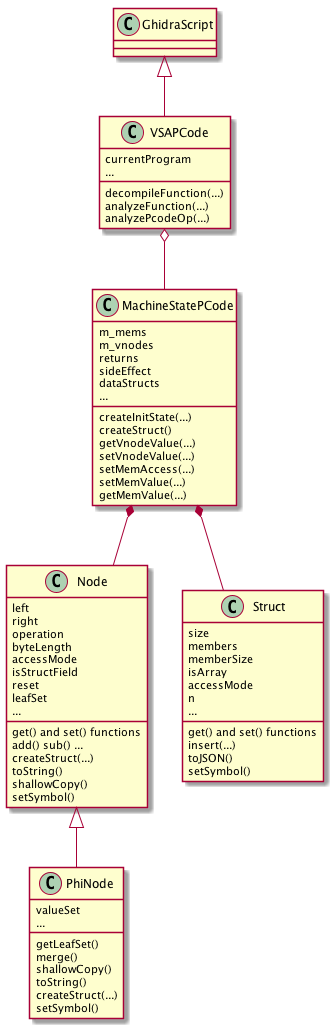 C GhidraScript
C VSAPCode
currentProgram
...
decompileFunction(...)
analyzeFunction(...)
analyzePcodeOp(...)
C MachineStatePCode
m_mems
m_vnodes
returns
sideEffect
dataStructs
...
createInitState(...)
createStruct()
getVnodeValue(...)
setVnodeValue(...)
setMemAccess(...)
setMemValue(...)
getMemValue(...)
C Node
left
right
operation
byteLength
accessMode
isStructField
reset
leafSet
...
get() and set() functions
add() sub() ...
createStruct(...)
toString()
shallowCopy()
setSymbol()
C Struct
size
members
memberSize
isArray
accessMode
n
...
get() and set() functions
insert(...)
toJSON()
setSymbol()
C PhiNode
valueSet
...
getLeafSet()
merge()
shallowCopy()
toString()
createStruct(...)
setSymbol()